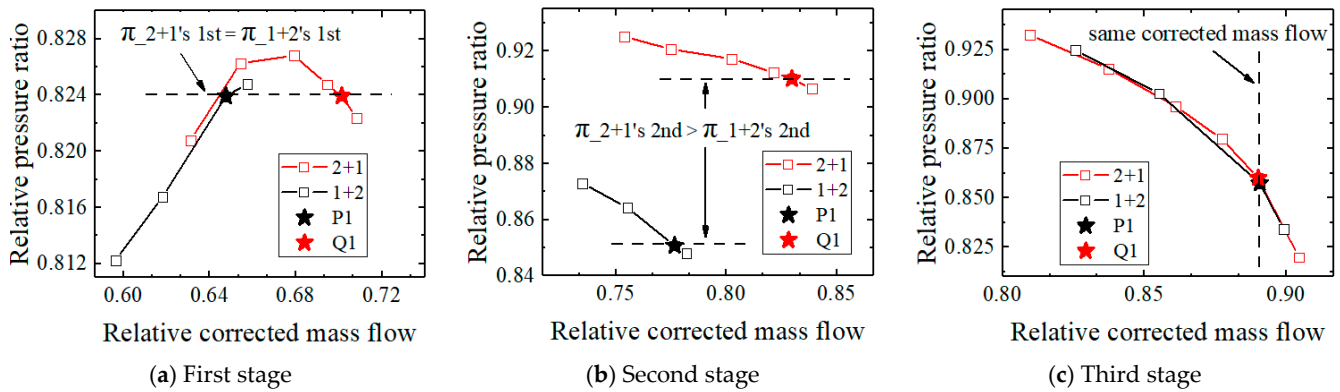 Relative pressure ratio
0.828
0.824
0.820
0.816
0.812
π_2+1's 1st = π_1+2's 1st
2+1
1+2
P1
Q1
0.60
0.64
0.68
0.72
Relative corrected mass flow
(a) First stage
Relative pressure ratio
0.92
0.90
0.88
0.86
0.84
π_2+1's 2nd > π_1+2's 2nd
2+1
1+2
P1
Q1
0.75
0.80
0.85
Relative corrected mass flow
(b) Second stage
Relative pressure ratio
0.925
0.900
0.875
0.850
0.825
same corrected mass flow
2+1
1+2
P1
Q1
0.80
0.85
0.90
Relative corrected mass flow
(c) Third stage